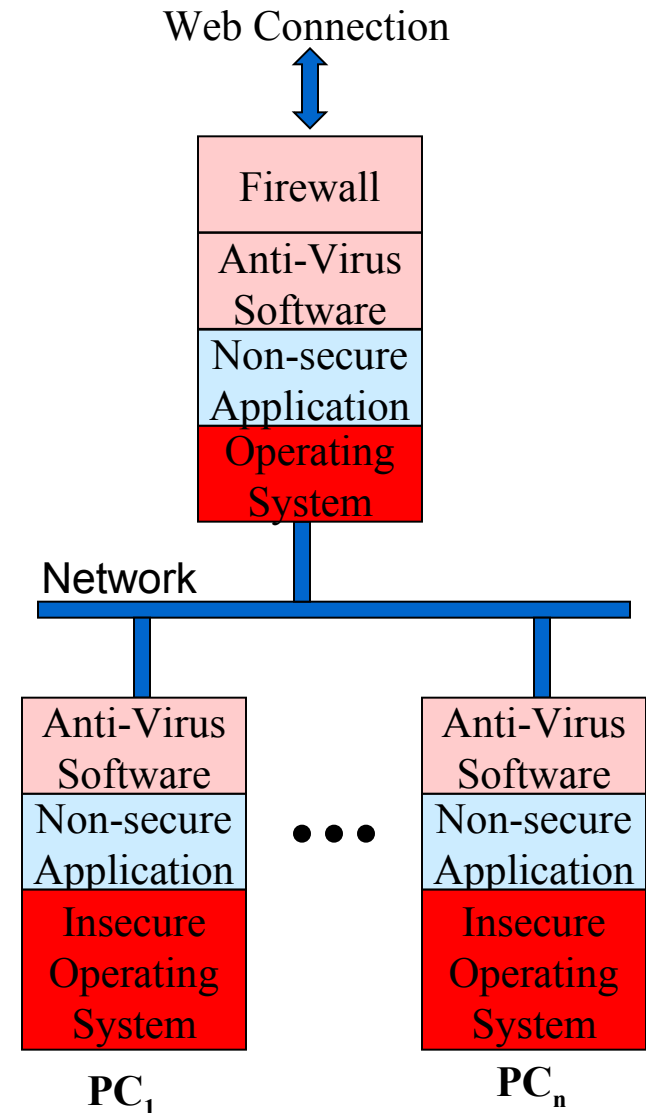 Web Connection
Firewall
Anti-Virus
Software
Non-secure
Application
Operating
System
Network
Anti-Virus
Software
Non-secure
Application
Insecure
Operating
System
PC₁
Anti-Virus
Software
Non-secure
Application
Insecure
Operating
System
PCₙ